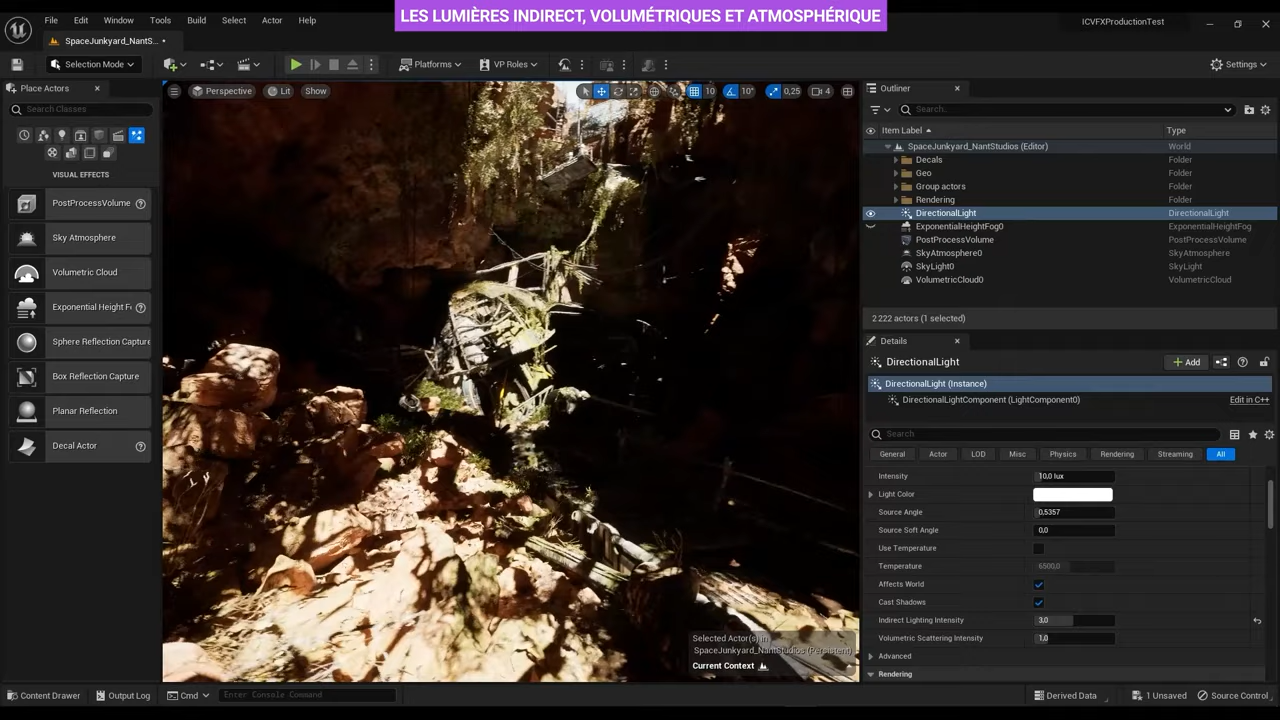 LES LUMIÈRES INDIRECT, VOLUMÉTRIQUES ET ATMOSPHÉRIQUE
File Edit Window Tools Build Select Actor Help
ICVFXProductionTest
SpaceJunkyard_NantS... •
Selection Mode
Platforms
VP Roles
Settings
Place Actors
Search Classes
VISUAL EFFECTS
PostProcessVolume
Sky Atmosphere
Volumetric Cloud
Exponential Height F
Sphere Reflection Capture
Box Reflection Capture
Planar Reflection
Decal Actor
Perspective Lit Show
10 10° 0,25 4
Selected Actor(s) in
SpaceJunkyard_NantStudios (Persistent)
Current Context
Outliner
Search...
Item Label Type
SpaceJunkyard_NantStudios (Editor) World
Decals Folder
Geo Folder
Group actors Folder
Rendering Folder
DirectionalLight DirectionalLight
ExponentialHeightFog0 ExponentialHeightFog
PostProcessVolume PostProcessVolume
SkyAtmosphere0 SkyAtmosphere
SkyLight0 SkyLight
VolumetricCloud0 VolumetricCloud
2 222 actors (1 selected)
Details
DirectionalLight
Add
DirectionalLight (Instance)
DirectionalLightComponent (LightComponent0) Edit in C++
Search
General Actor LOD Misc Physics Rendering Streaming All
Intensity 10,0 lux
Light Color
Source Angle 0,5357
Source Soft Angle 0,0
Use Temperature
Temperature 6500,0
Affects World
Cast Shadows
Indirect Lighting Intensity 3,0
Volumetric Scattering Intensity 1,0
Advanced
Rendering
Content Drawer Output Log Cmd Enter Console Command
Derived Data 1 Unsaved Source Control